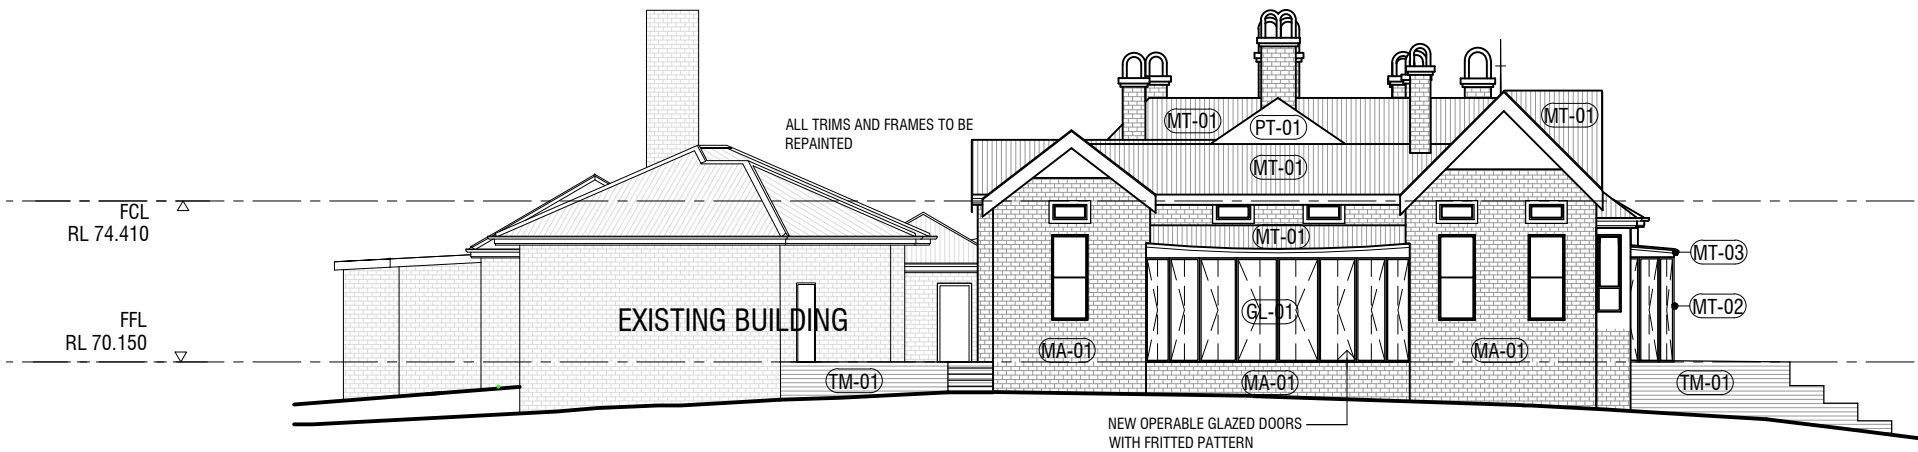 MT-01
PT-01
MT-01
ALL TRIMS AND FRAMES TO BE
REPAINTED
MT-01
FCL
RL 74.410
MT-01
MT-03
FFL
RL 70.150
EXISTING BUILDING
GL-01
MT-02
MA-01
MA-01
TM-01
MA-01
TM-01
NEW OPERABLE GLAZED DOORS
WITH FRITTED PATTERN